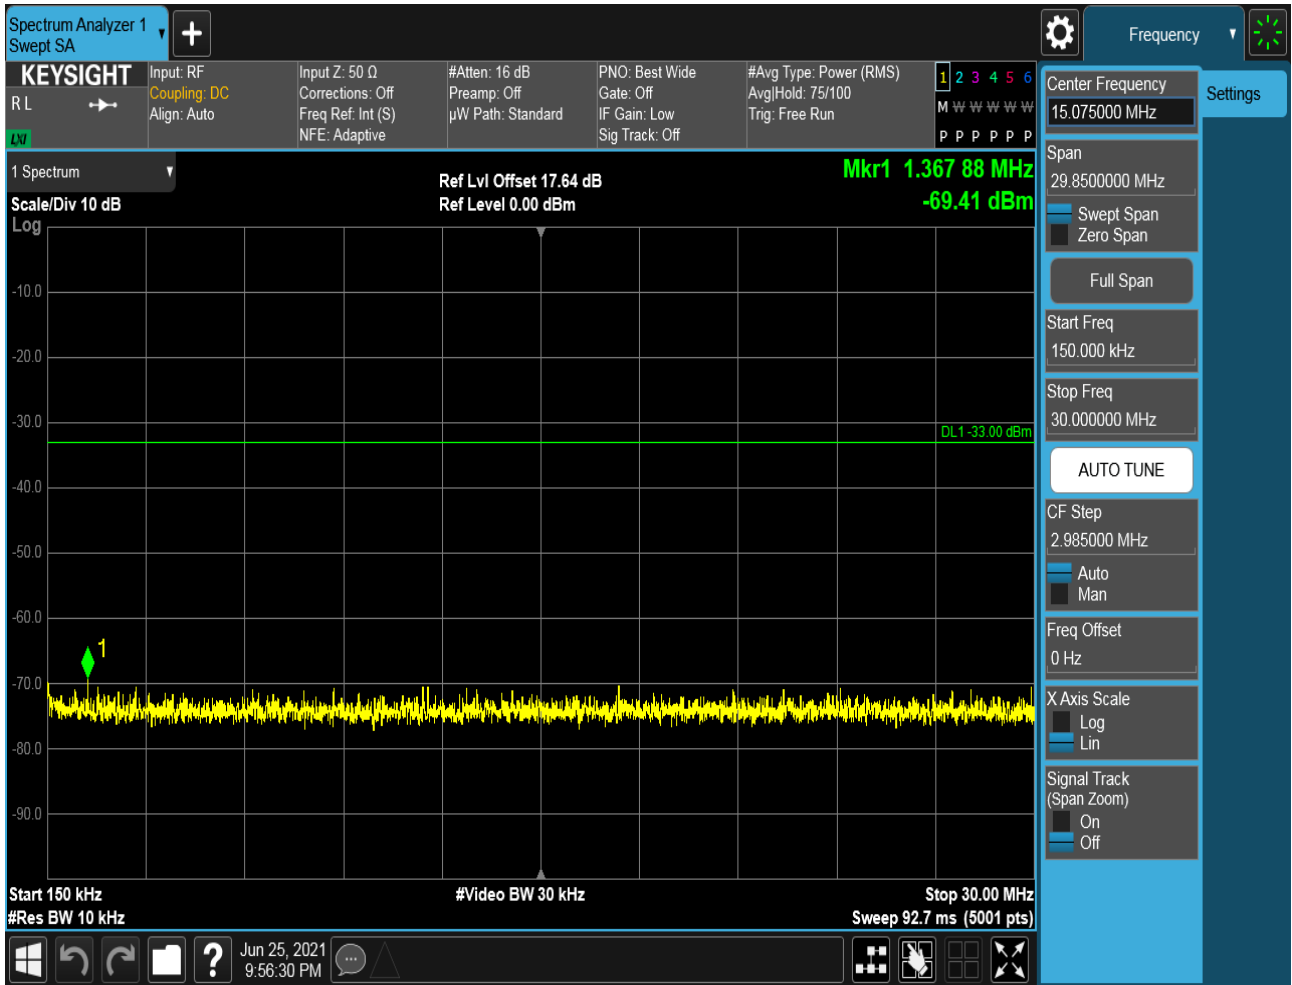 Spectrum Analyzer 1
Swept SA
Frequency
KEYSIGHT
R L
LXI
Input: RF
Coupling: DC
Align: Auto
Input Z: 50 Ω
Corrections: Off
Freq Ref: Int (S)
NFE: Adaptive
#Atten: 16 dB
Preamp: Off
µW Path: Standard
PNO: Best Wide
Gate: Off
IF Gain: Low
Sig Track: Off
#Avg Type: Power (RMS)
Avg|Hold: 75/100
Trig: Free Run
1 2 3 4 5 6
M W W W W W
P P P P P P
1 Spectrum
Scale/Div 10 dB
Log
Ref Lvl Offset 17.64 dB
Ref Level 0.00 dBm
Mkr1 1.367 88 MHz
-69.41 dBm
-10.0
-20.0
-30.0
DL1 -33.00 dBm
-40.0
-50.0
-60.0
1
-70.0
-80.0
-90.0
Start 150 kHz
#Video BW 30 kHz
Stop 30.00 MHz
#Res BW 10 kHz
Sweep 92.7 ms (5001 pts)
Jun 25, 2021
9:56:30 PM
Center Frequency
15.075000 MHz
Settings
Span
29.8500000 MHz
Swept Span
Zero Span
Full Span
Start Freq
150.000 kHz
Stop Freq
30.000000 MHz
AUTO TUNE
CF Step
2.985000 MHz
Auto
Man
Freq Offset
0 Hz
X Axis Scale
Log
Lin
Signal Track
(Span Zoom)
On
Off